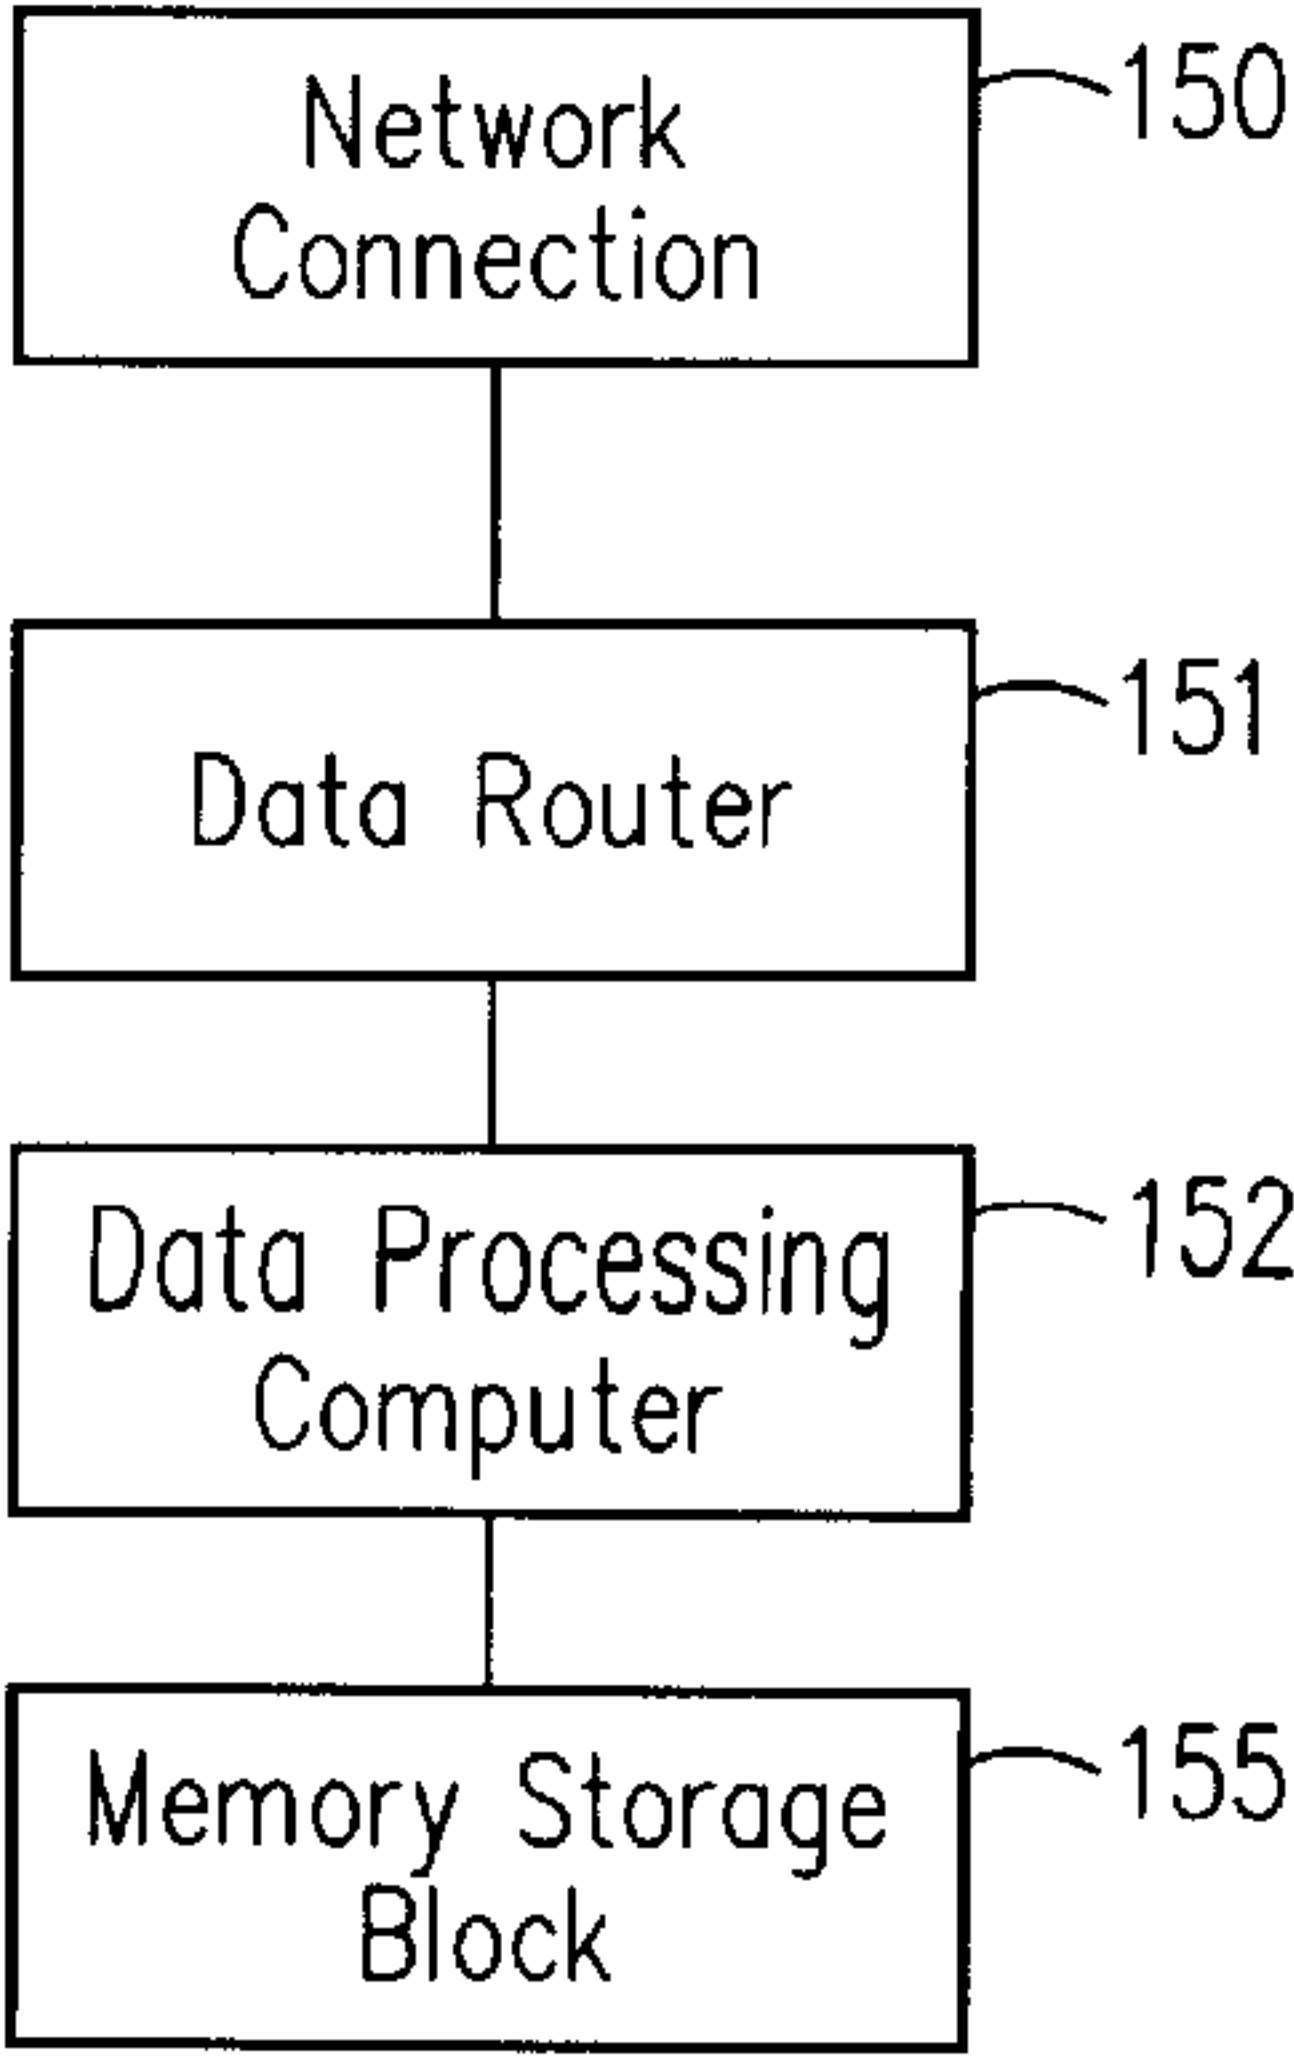 Network
Connection
150
Data Router
151
Data Processing
Computer
152
Memory Storage
Block
155